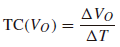 TC(V_O) = ΔV_O / ΔT